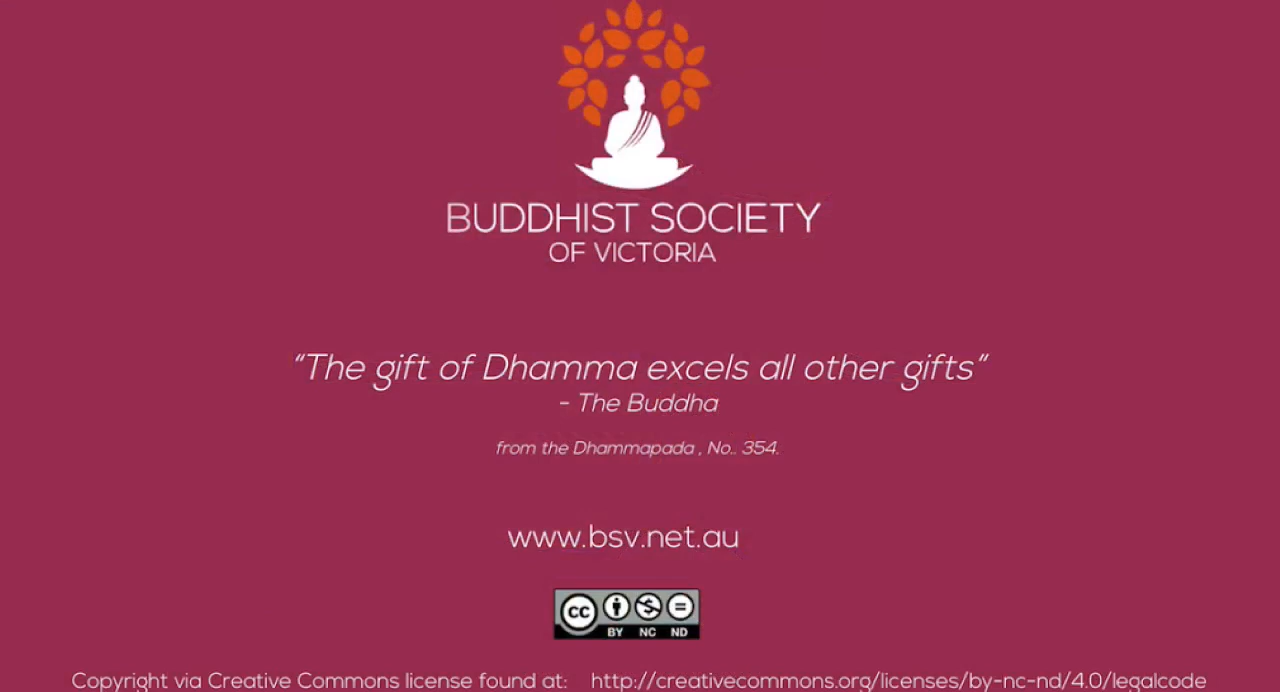 BUDDHIST SOCIETY
OF VICTORIA
“The gift of Dhamma excels all other gifts”
- The Buddha
from the Dhammapada , No.. 354.
www.bsv.net.au
cc BY NC ND
Copyright via Creative Commons license found at: http://creativecommons.org/licenses/by-nc-nd/4.0/legalcode